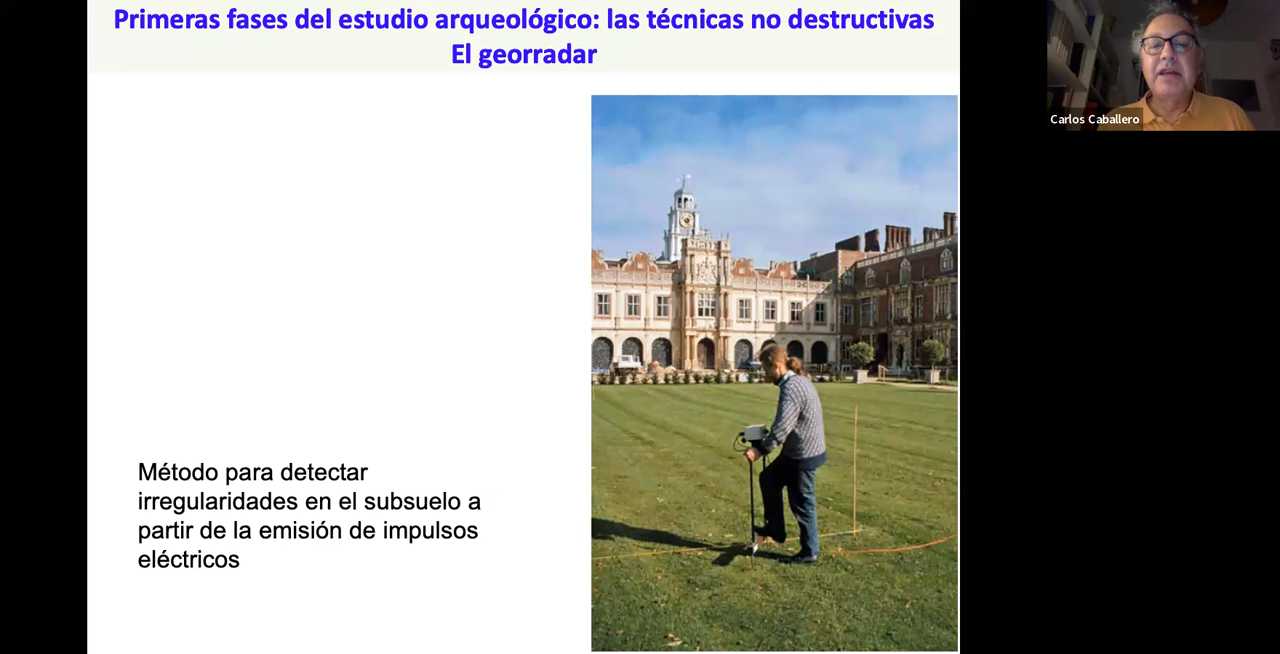 Primeras fases del estudio arqueológico: las técnicas no destructivas
El georradar
Carlos Caballero
Método para detectar
irregularidades en el subsuelo a
partir de la emisión de impulsos
eléctricos